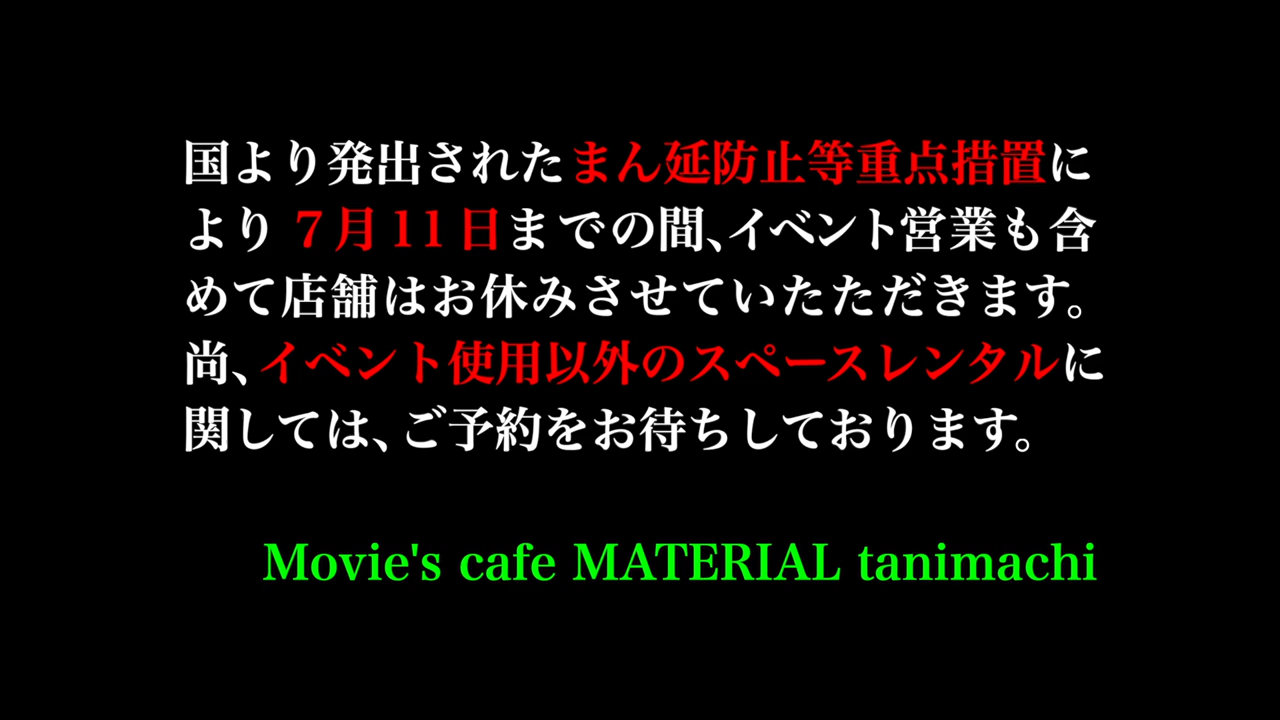 国より発出されたまん延防止等重点措置に
より７月１１日までの間、イベント営業も含
めて店舗はお休みさせていたただきます。
尚、イベント使用以外のスペースレンタルに
関しては、ご予約をお待ちしております。
Movie's cafe MATERIAL tanimachi